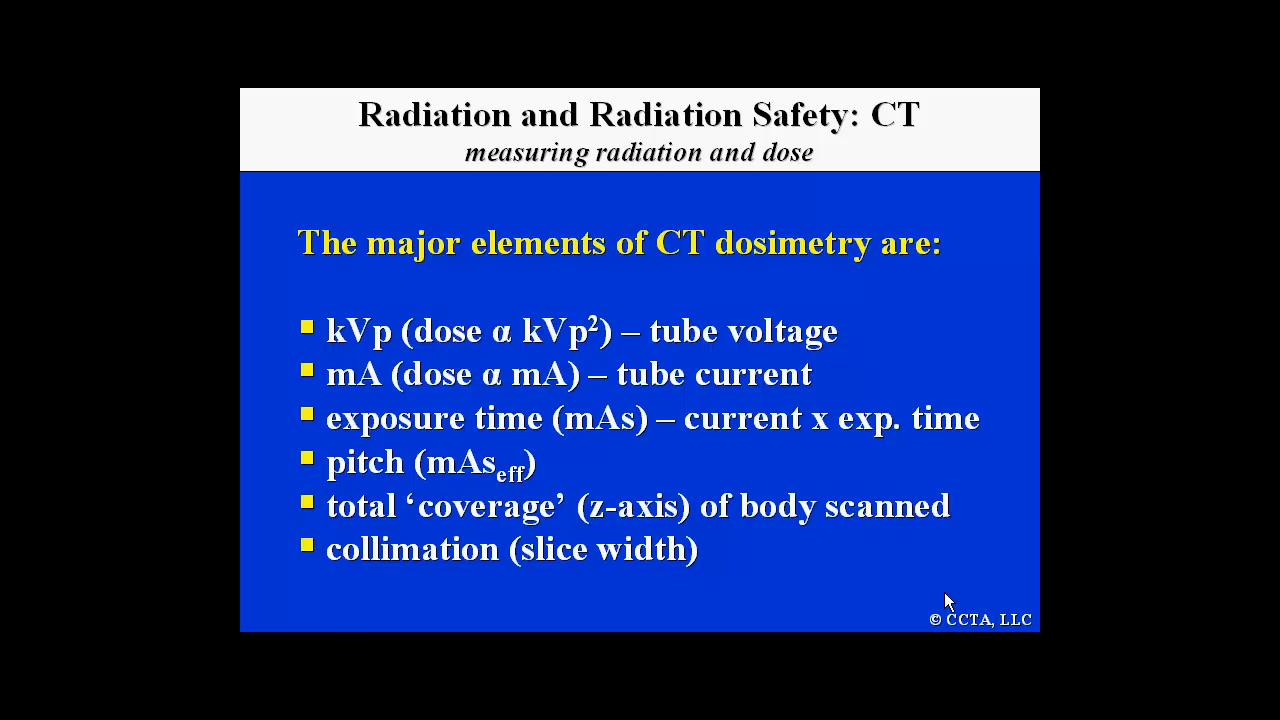 Radiation and Radiation Safety: CT
measuring radiation and dose
The major elements of CT dosimetry are:
kVp (dose α kVp²) – tube voltage
mA (dose α mA) – tube current
exposure time (mAs) – current x exp. time
pitch (mAseff)
total ‘coverage’ (z-axis) of body scanned
collimation (slice width)
© CCTA, LLC